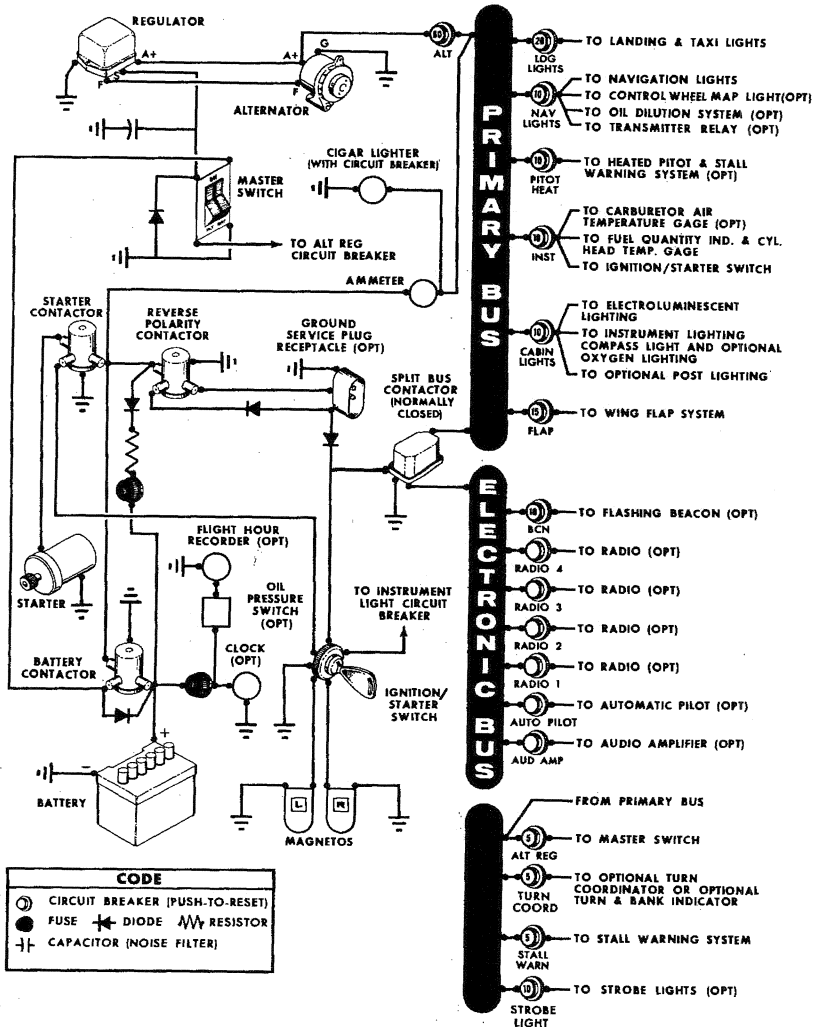 REGULATOR
A+
S
F
A+
G
F
ALTERNATOR
60
ALT
MASTER
SWITCH
CIGAR LIGHTER
(WITH CIRCUIT BREAKER)
TO ALT REG
CIRCUIT BREAKER
AMMETER
STARTER
CONTACTOR
REVERSE
POLARITY
CONTACTOR
GROUND
SERVICE PLUG
RECEPTACLE (OPT)
SPLIT BUS
CONTACTOR
(NORMALLY
CLOSED)
STARTER
FLIGHT HOUR
RECORDER (OPT)
OIL
PRESSURE
SWITCH
(OPT)
CLOCK
(OPT)
BATTERY
CONTACTOR
+
-
BATTERY
TO INSTRUMENT
LIGHT CIRCUIT
BREAKER
IGNITION/
STARTER
SWITCH
L
R
MAGNETOS
PRIMARY BUS
20
LDG
LIGHTS
TO LANDING & TAXI LIGHTS
10
NAV
LIGHTS
TO NAVIGATION LIGHTS
TO CONTROL WHEEL MAP LIGHT(OPT)
TO OIL DILUTION SYSTEM (OPT)
TO TRANSMITTER RELAY (OPT)
10
PITOT
HEAT
TO HEATED PITOT & STALL
WARNING SYSTEM (OPT)
10
INST
TO CARBURETOR AIR
TEMPERATURE GAGE (OPT)
TO FUEL QUANTITY IND. & CYL.
HEAD TEMP. GAGE
TO IGNITION/STARTER SWITCH
10
CABIN
LIGHTS
TO ELECTROLUMINESCENT
LIGHTING
TO INSTRUMENT LIGHTING
COMPASS LIGHT AND OPTIONAL
OXYGEN LIGHTING
TO OPTIONAL POST LIGHTING
15
FLAP
TO WING FLAP SYSTEM
ELECTRONIC BUS
10
BCN
TO FLASHING BEACON (OPT)
RADIO 4
TO RADIO (OPT)
RADIO 3
TO RADIO (OPT)
RADIO 2
TO RADIO (OPT)
RADIO 1
TO RADIO (OPT)
AUTO PILOT
TO AUTOMATIC PILOT (OPT)
AUD AMP
TO AUDIO AMPLIFIER (OPT)
FROM PRIMARY BUS
5
ALT REG
TO MASTER SWITCH
5
TURN
COORD
TO OPTIONAL TURN
COORDINATOR OR OPTIONAL
TURN & BANK INDICATOR
5
STALL
WARN
TO STALL WARNING SYSTEM
10
STROBE
LIGHT
TO STROBE LIGHTS (OPT)
CODE
CIRCUIT BREAKER (PUSH-TO-RESET)
FUSE DIODE RESISTOR
CAPACITOR (NOISE FILTER)